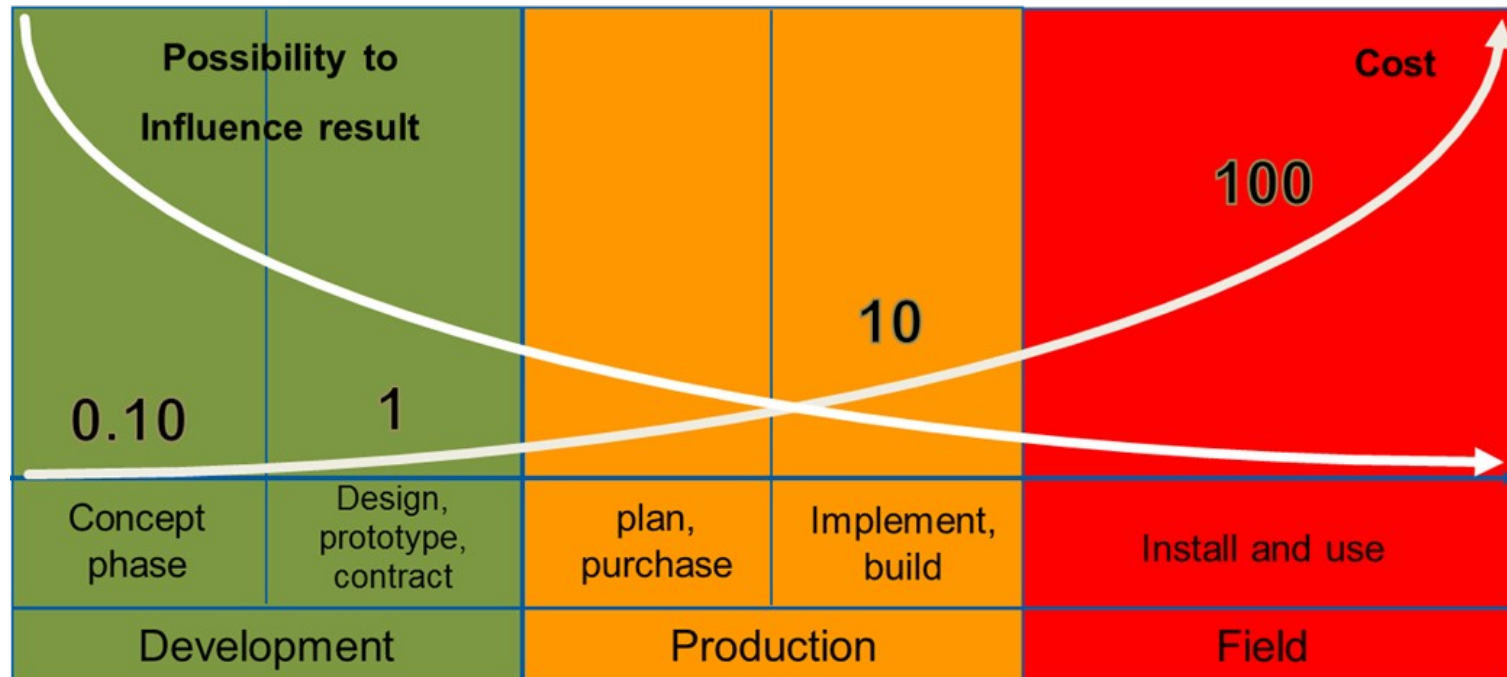 Possibility to
Influence result
Cost
100
10
0.10
1
Concept
phase
Design,
prototype,
contract
plan,
purchase
Implement,
build
Install and use
Development
Production
Field